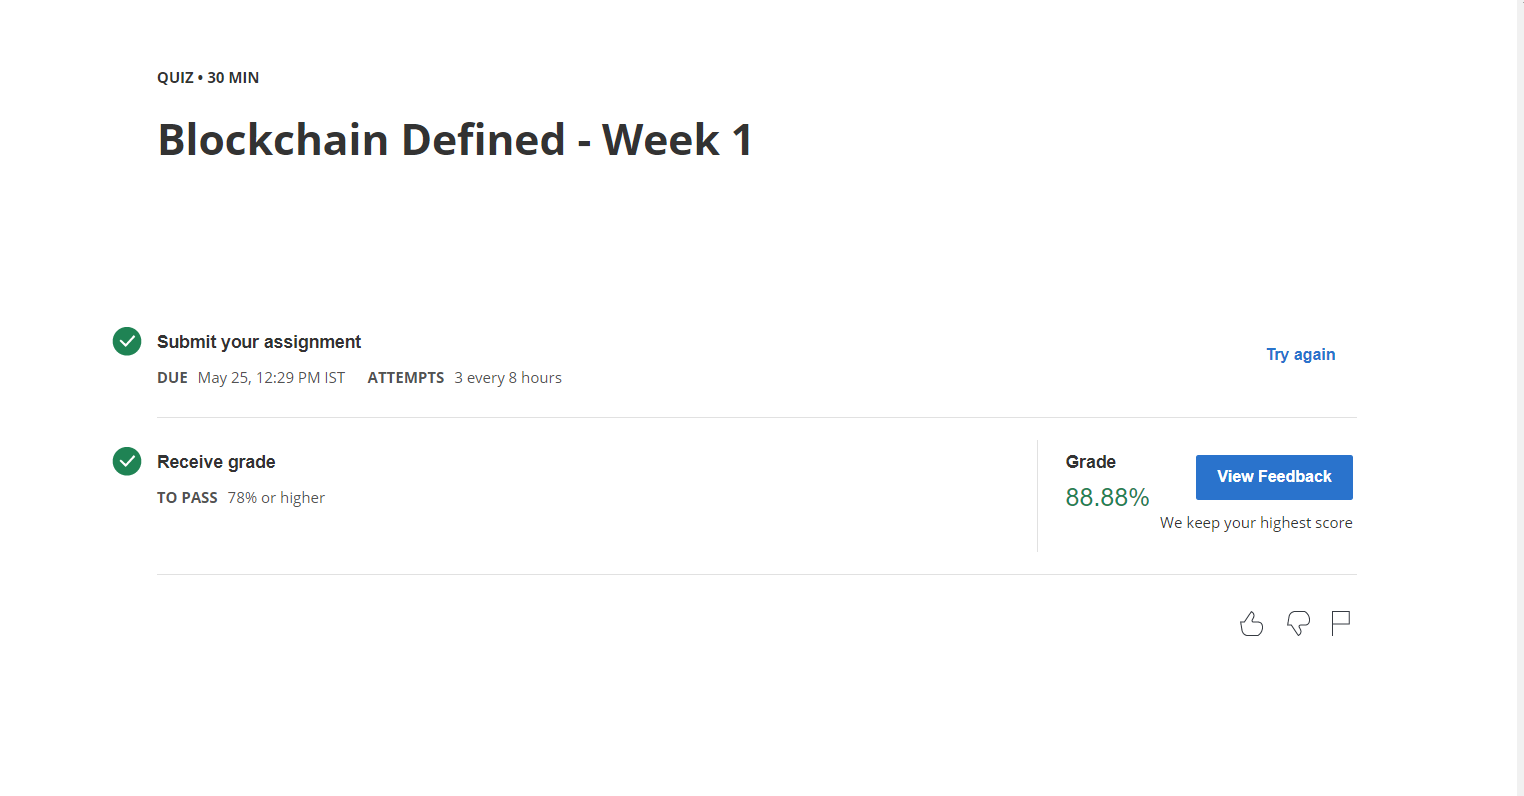 QUIZ • 30 MIN
Blockchain Defined - Week 1
Submit your assignment
DUE May 25, 12:29 PM IST ATTEMPTS 3 every 8 hours
Try again
Receive grade
TO PASS 78% or higher
Grade
88.88%
View Feedback
We keep your highest score